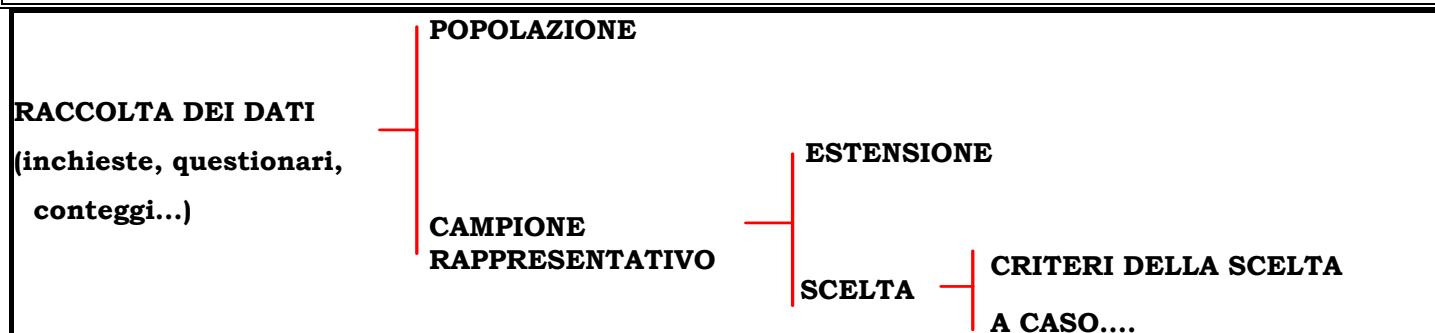 POPOLAZIONE
RACCOLTA DEI DATI
(inchieste, questionari,
conteggi...)
CAMPIONE
RAPPRESENTATIVO
ESTENSIONE
SCELTA
CRITERI DELLA SCELTA
A CASO....